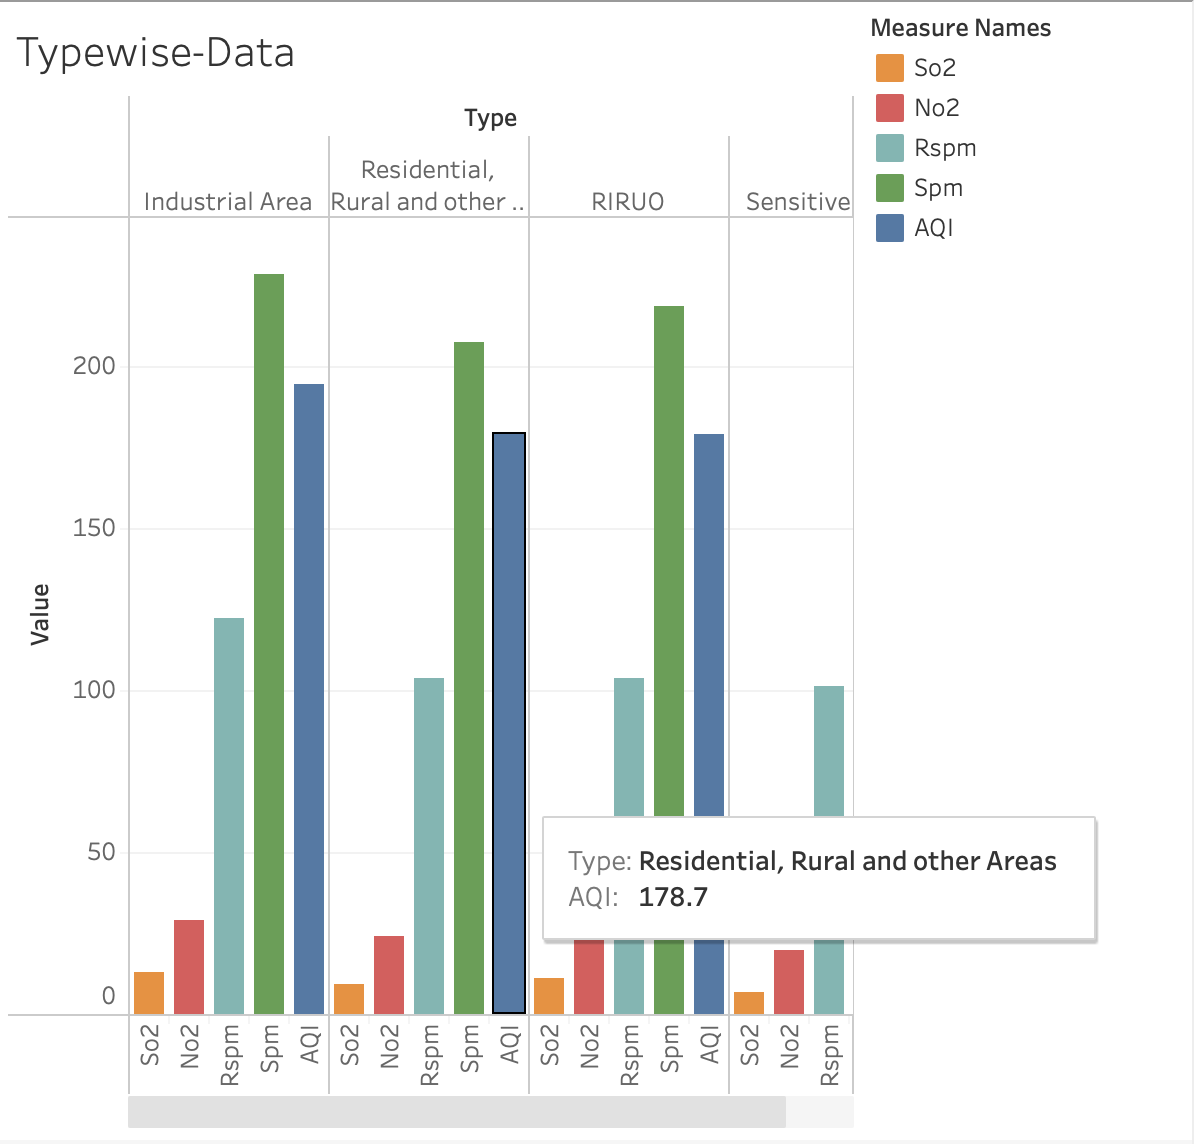 Typewise-Data
Measure Names
So2
No2
Rspm
Spm
AQI
Type
Industrial Area
Residential,
Rural and other ..
RIRUO
Sensitive
Value
200
150
100
50
0
Type: Residential, Rural and other Areas
AQI: 178.7
So2 No2 Rspm Spm AQI So2 No2 Rspm Spm AQI So2 No2 Rspm Spm AQI So2 No2 Rspm